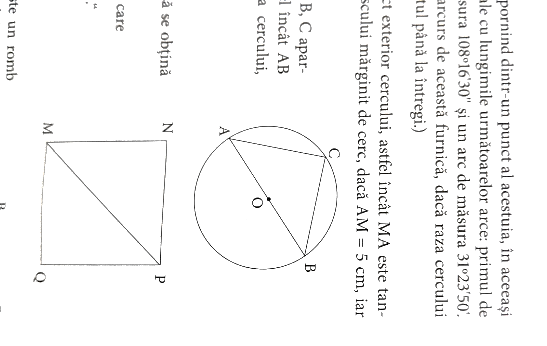 pornind dintr-un punct al acestuia, în aceeași
ale cu lungimile următoarelor arce: primul de
sura 108°16'30" și un arc de măsura 31°23'50".
arcurs de această furnică, dacă raza cercului
tul până la întregi.)
ct exterior cercului, astfel încât MA este tan-
scului mărginit de cerc, dacă AM = 5 cm, iar
B, C apar-
el încât AB
a cercului,
C
A
O
B
ă se obțină
care
."
N
P
M
Q
te un romb